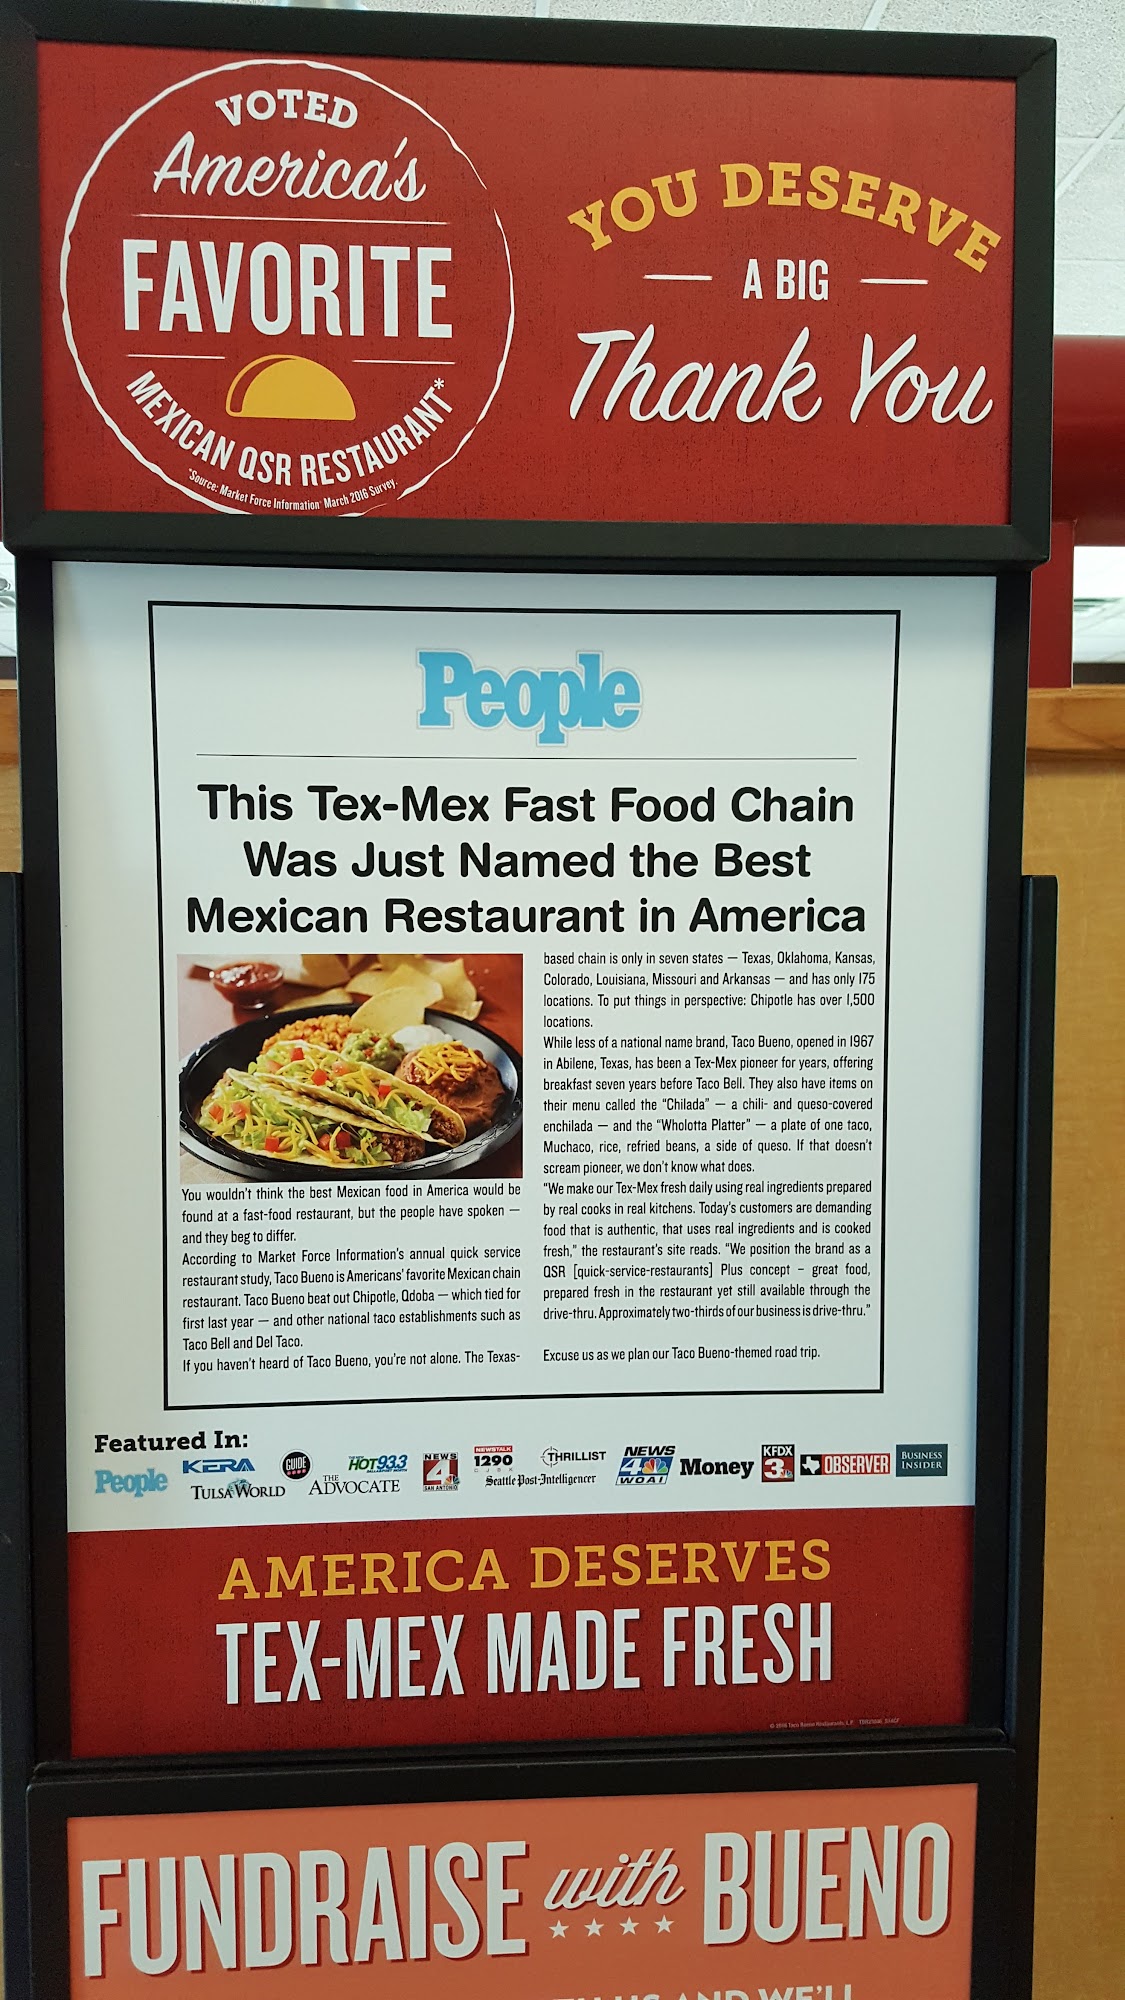 VOTED
America's
FAVORITE
MEXICAN QSR RESTAURANT*
*Source: Market Force Information March 2016 Survey.
YOU DESERVE
A BIG
Thank You
People
This Tex-Mex Fast Food Chain
Was Just Named the Best
Mexican Restaurant in America
You wouldn't think the best Mexican food in America would be
found at a fast-food restaurant, but the people have spoken —
and they beg to differ.
According to Market Force Information's annual quick service
restaurant study, Taco Bueno is Americans' favorite Mexican chain
restaurant. Taco Bueno beat out Chipotle, Qdoba — which tied for
first last year — and other national taco establishments such as
Taco Bell and Del Taco.
If you haven't heard of Taco Bueno, you're not alone. The Texas-
based chain is only in seven states — Texas, Oklahoma, Kansas,
Colorado, Louisiana, Missouri and Arkansas — and has only 175
locations. To put things in perspective: Chipotle has over 1,500
locations.
While less of a national name brand, Taco Bueno, opened in 1967
in Abilene, Texas, has been a Tex-Mex pioneer for years, offering
breakfast seven years before Taco Bell. They also have items on
their menu called the "Chilada" — a chili- and queso-covered
enchilada — and the "Wholotta Platter" — a plate of one taco,
Muchaco, rice, refried beans, a side of queso. If that doesn't
scream pioneer, we don't know what does.
"We make our Tex-Mex fresh daily using real ingredients prepared
by real cooks in real kitchens. Today's customers are demanding
food that is authentic, that uses real ingredients and is cooked
fresh," the restaurant's site reads. "We position the brand as a
QSR [quick-service-restaurants] Plus concept – great food,
prepared fresh in the restaurant yet still available through the
drive-thru. Approximately two-thirds of our business is drive-thru."
Excuse us as we plan our Taco Bueno-themed road trip.
Featured In:
People
KERA
TULSA WORLD
GUIDE
THE ADVOCATE
HOT 93.3
NEWS 4 SAN ANTONIO
NEWSTALK 1290
Seattle Post-Intelligencer
THRILLIST
NEWS 4 WOAI
Money
KFDX 3
OBSERVER
BUSINESS INSIDER
AMERICA DESERVES
TEX-MEX MADE FRESH
© 2016 Taco Bueno Restaurants, L.P.
FUNDRAISE with BUENO
US AND WE'LL